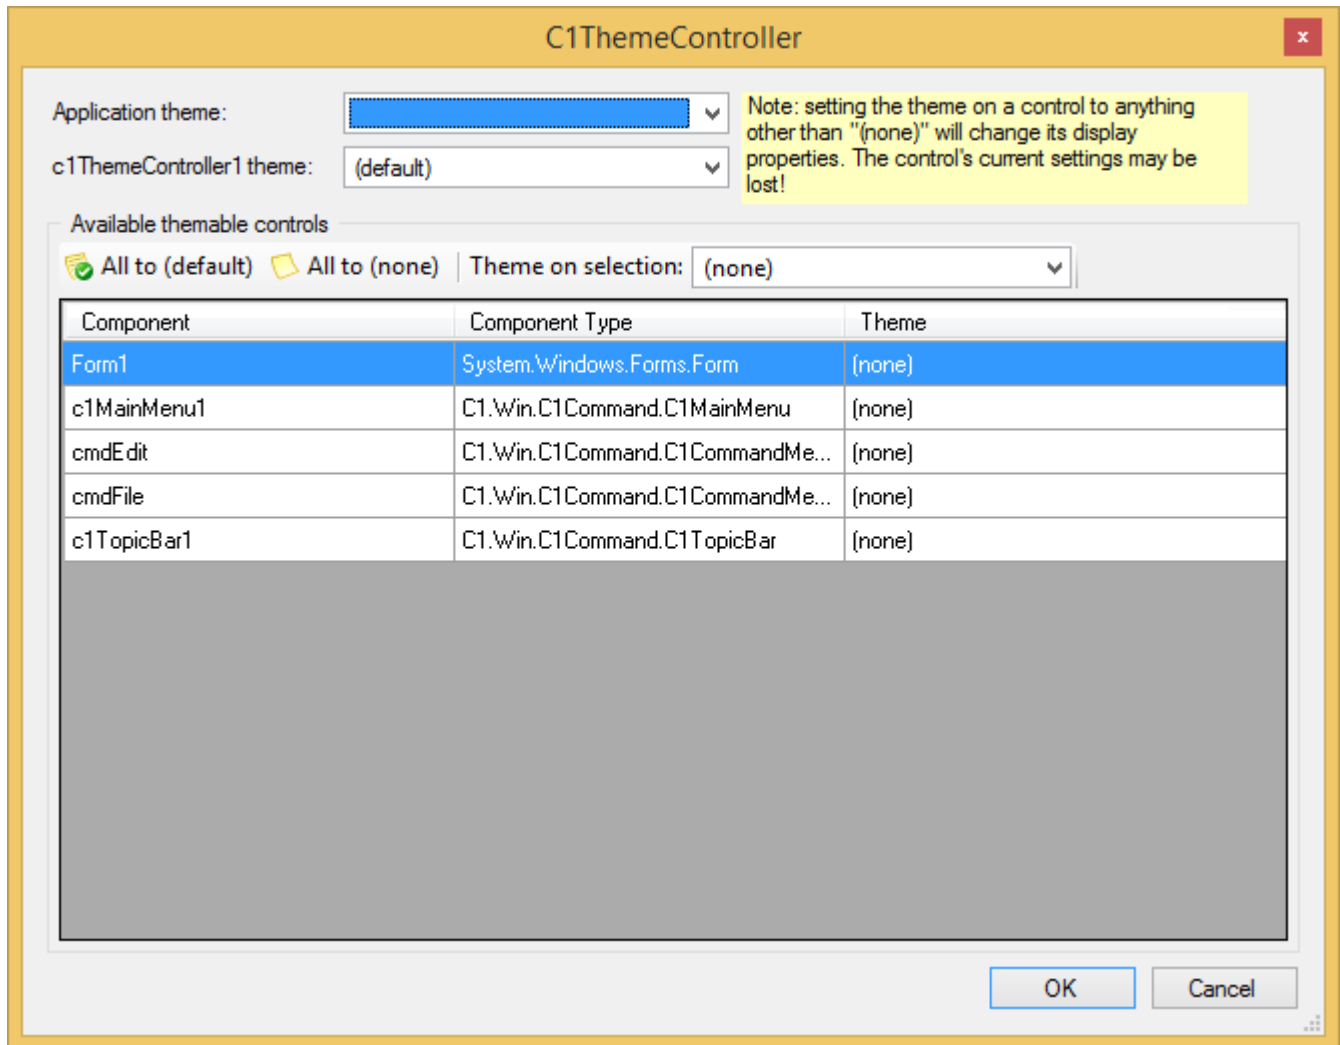 C1ThemeController
x
Application theme:
Note: setting the theme on a control to anything
other than "(none)" will change its display
properties. The control's current settings may be
lost!
c1ThemeController1 theme: (default)
Available themable controls
All to (default) All to (none) Theme on selection: (none)
Component Component Type Theme
Form1 System.Windows.Forms.Form (none)
c1MainMenu1 C1.Win.C1Command.C1MainMenu (none)
cmdEdit C1.Win.C1Command.C1CommandMe... (none)
cmdFile C1.Win.C1Command.C1CommandMe... (none)
c1TopicBar1 C1.Win.C1Command.C1TopicBar (none)
OK Cancel